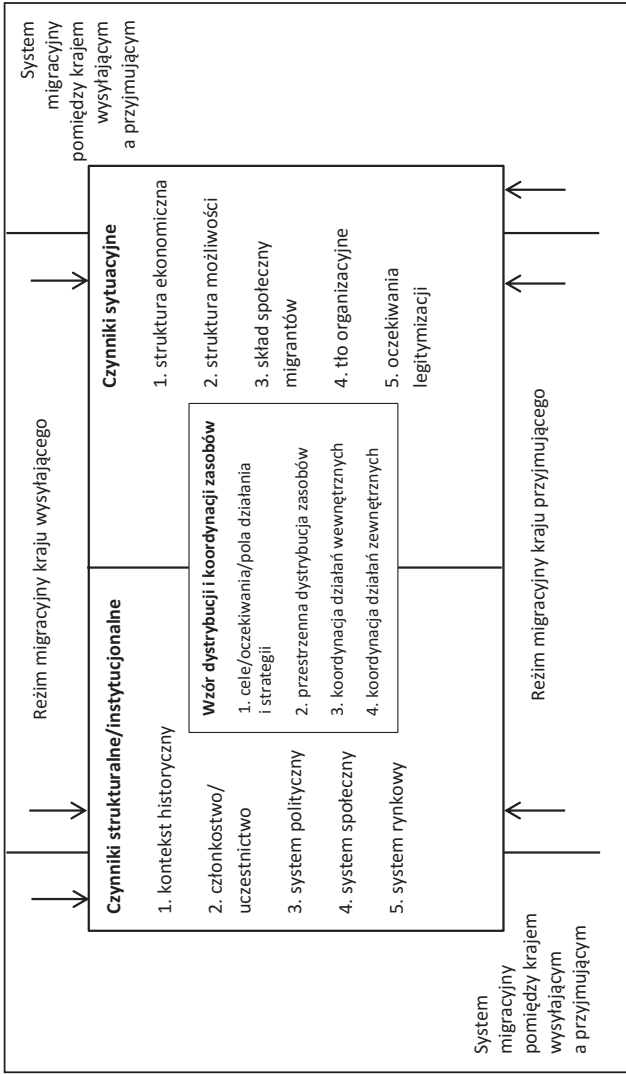 Reżim migracyjny kraju wysyłającego
System
migracyjny
pomiędzy krajem
wysyłającym
a przyjmującym
Czynniki strukturalne/instytucjonalne
1. kontekst historyczny
2. członkostwo/
uczestnictwo
3. system polityczny
4. system społeczny
5. system rynkowy
Wzór dystrybucji i koordynacji zasobów
1. cele/oczekiwania/pola działania
i strategii
2. przestrzenna dystrybucja zasobów
3. koordynacja działań wewnętrznych
4. koordynacja działań zewnętrznych
Czynniki sytuacyjne
1. struktura ekonomiczna
2. struktura możliwości
3. skład społeczny
migrantów
4. tło organizacyjne
5. oczekiwania
legitymizacji
System
migracyjny
pomiędzy krajem
wysyłającym
a przyjmującym
Reżim migracyjny kraju przyjmującego